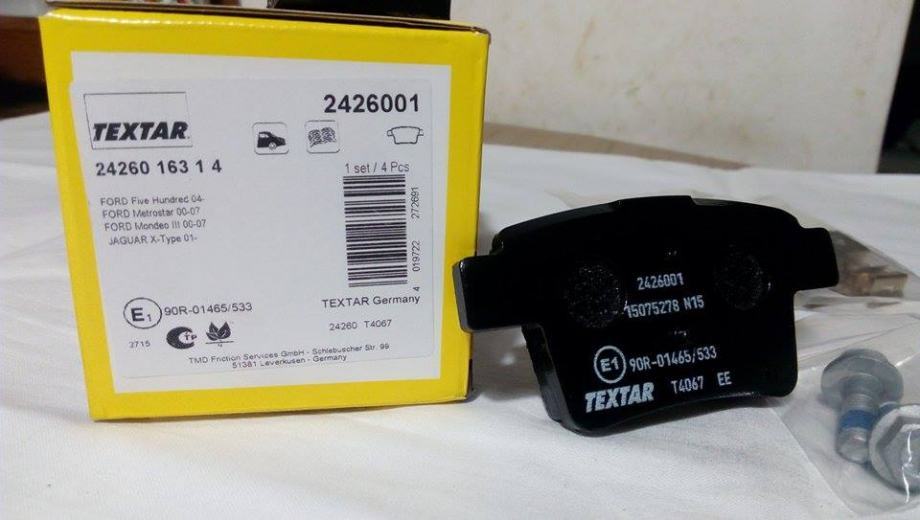 TEXTAR
2426001
24260 163 1 4
1 set / 4 Pcs
FORD Five Hundred 04-
FORD Metrostar 00-07
FORD Mondeo III 00-07
JAGUAR X-Type 01-
4 019722 272691
TEXTAR Germany
24260 T4067
E1 90R-01465/533
2715
TP
TMD Friction Services GmbH - Schlebuscher Str. 99
51381 Leverkusen - Germany
2426001
15075278 N15
E1 90R-01465/533
TEXTAR T4067 EE